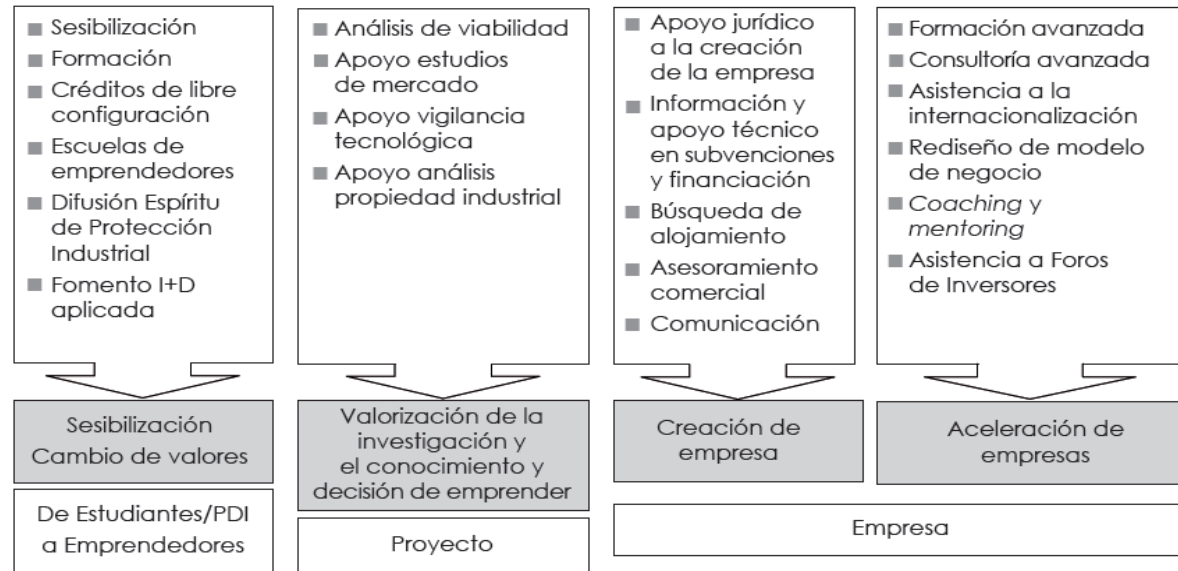 Sesibilización
Formación
Créditos de libre
configuración
Escuelas de
emprendedores
Difusión Espíritu
de Protección
Industrial
Fomento I+D
aplicada
Sesibilización
Cambio de valores
De Estudiantes/PDI
a Emprendedores
Análisis de viabilidad
Apoyo estudios
de mercado
Apoyo vigilancia
tecnológica
Apoyo análisis
propiedad industrial
Valorización de la
investigación y
el conocimiento y
decisión de emprender
Proyecto
Apoyo jurídico
a la creación
de la empresa
Información y
apoyo técnico
en subvenciones
y financiación
Búsqueda de
alojamiento
Asesoramiento
comercial
Comunicación
Creación de
empresa
Formación avanzada
Consultoría avanzada
Asistencia a la
internacionalización
Rediseño de modelo
de negocio
Coaching y
mentoring
Asistencia a Foros
de Inversores
Aceleración de
empresas
Empresa